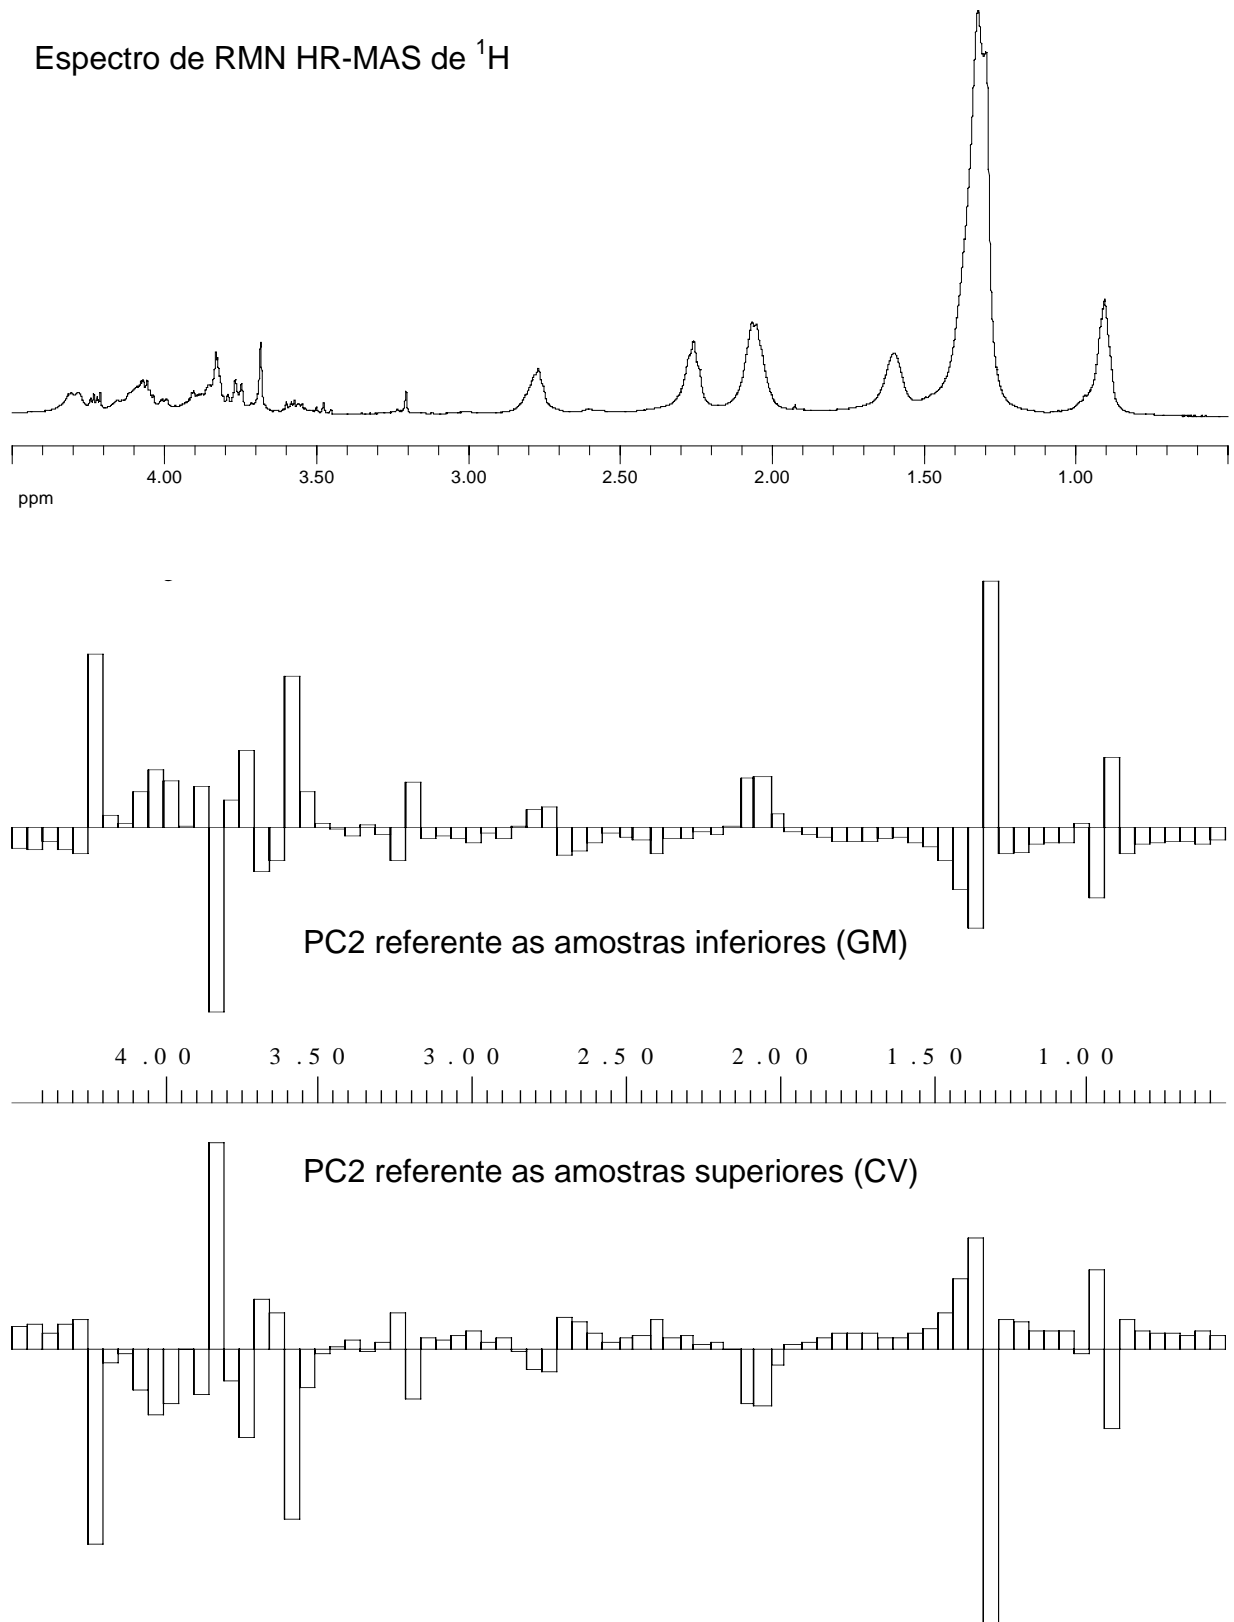 Espectro de RMN HR-MAS de ¹H
4.00 3.50 3.00 2.50 2.00 1.50 1.00
ppm
PC2 referente as amostras inferiores (GM)
4.00 3.50 3.00 2.50 2.00 1.50 1.00
PC2 referente as amostras superiores (CV)